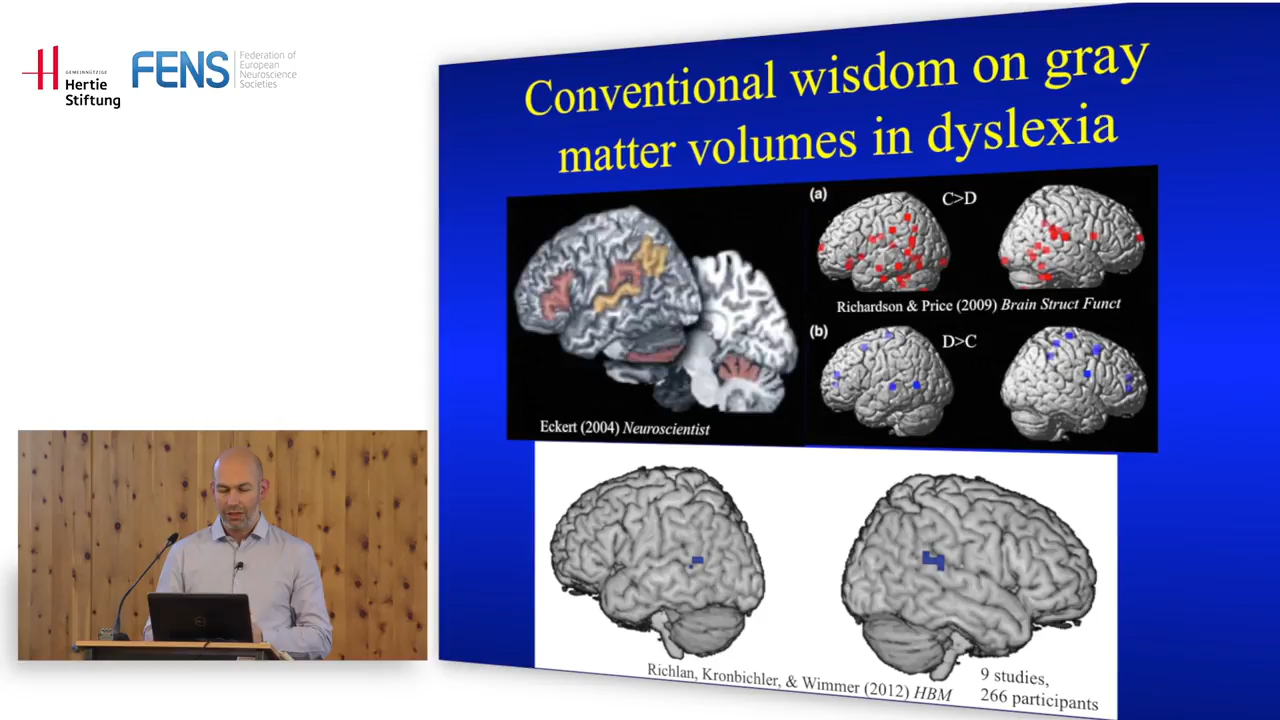 GEMEINNÜTZIGE
Hertie
Stiftung
FENS
Federation of
European
Neuroscience
Societies
Conventional wisdom on gray
matter volumes in dyslexia
(a)
C>D
Richardson & Price (2009) Brain Struct Funct
(b)
D>C
Eckert (2004) Neuroscientist
Richlan, Kronbichler, & Wimmer (2012) HBM
9 studies,
266 participants